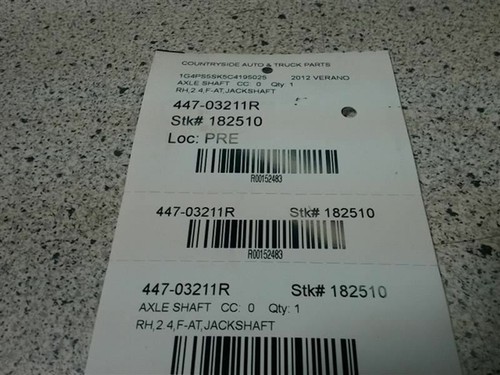 COUNTRYSIDE AUTO & TRUCK PARTS
1G4PS5SK5C4195025 2012 VERANO
AXLE SHAFT CC: 0 Qty: 1
RH,2.4,F-AT,JACKSHAFT
447-03211R
Stk# 182510
Loc: PRE
R00152483
447-03211R Stk# 182510
R00152483
447-03211R Stk# 182510
AXLE SHAFT CC: 0 Qty: 1
RH,2.4,F-AT,JACKSHAFT